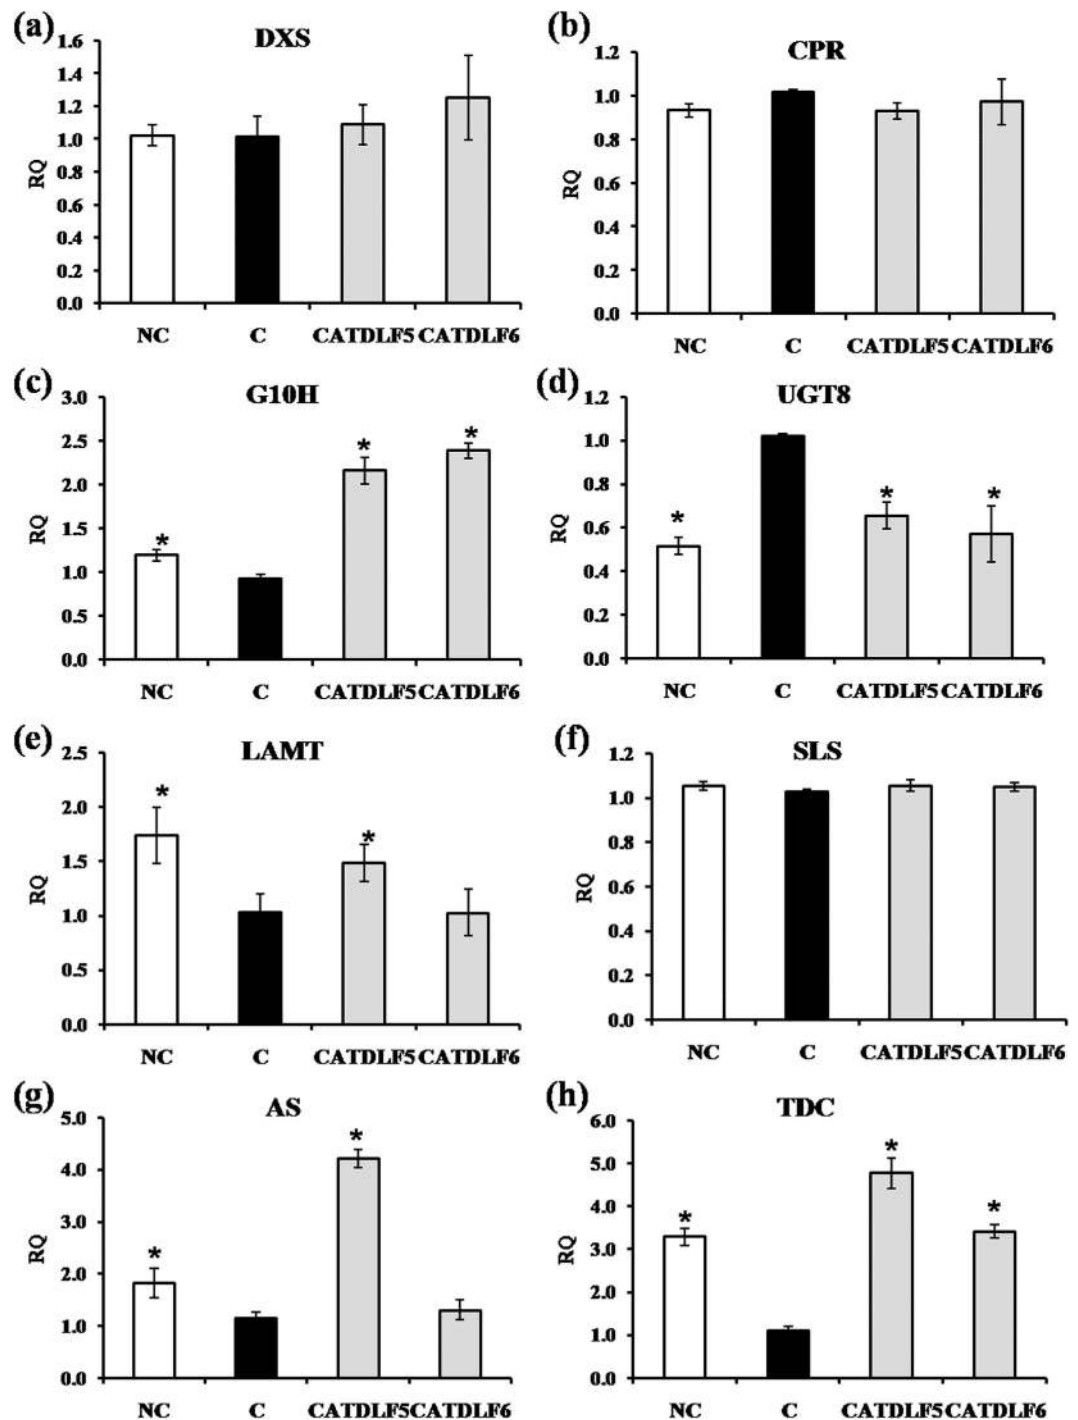 (a)
DXS
1.6
1.4
1.2
1.0
0.8
0.6
0.4
0.2
0.0
RQ
NC C CATDLF5 CATDLF6
(b)
CPR
1.2
1.0
0.8
0.6
0.4
0.2
0.0
RQ
NC C CATDLF5 CATDLF6
(c)
G10H
3.0
2.5
2.0
1.5
1.0
0.5
0.0
RQ
* * *
NC C CATDLF5 CATDLF6
(d)
UGT8
1.2
1.0
0.8
0.6
0.4
0.2
0.0
RQ
* * *
NC C CATDLF5 CATDLF6
(e)
LAMT
2.5
2.0
1.5
1.0
0.5
0.0
RQ
* *
NC C CATDLF5 CATDLF6
(f)
SLS
1.2
1.0
0.8
0.6
0.4
0.2
0.0
RQ
NC C CATDLF5 CATDLF6
(g)
AS
5.0
4.0
3.0
2.0
1.0
0.0
RQ
* *
NC C CATDLF5 CATDLF6
(h)
TDC
6.0
5.0
4.0
3.0
2.0
1.0
0.0
RQ
* * *
NC C CATDLF5 CATDLF6